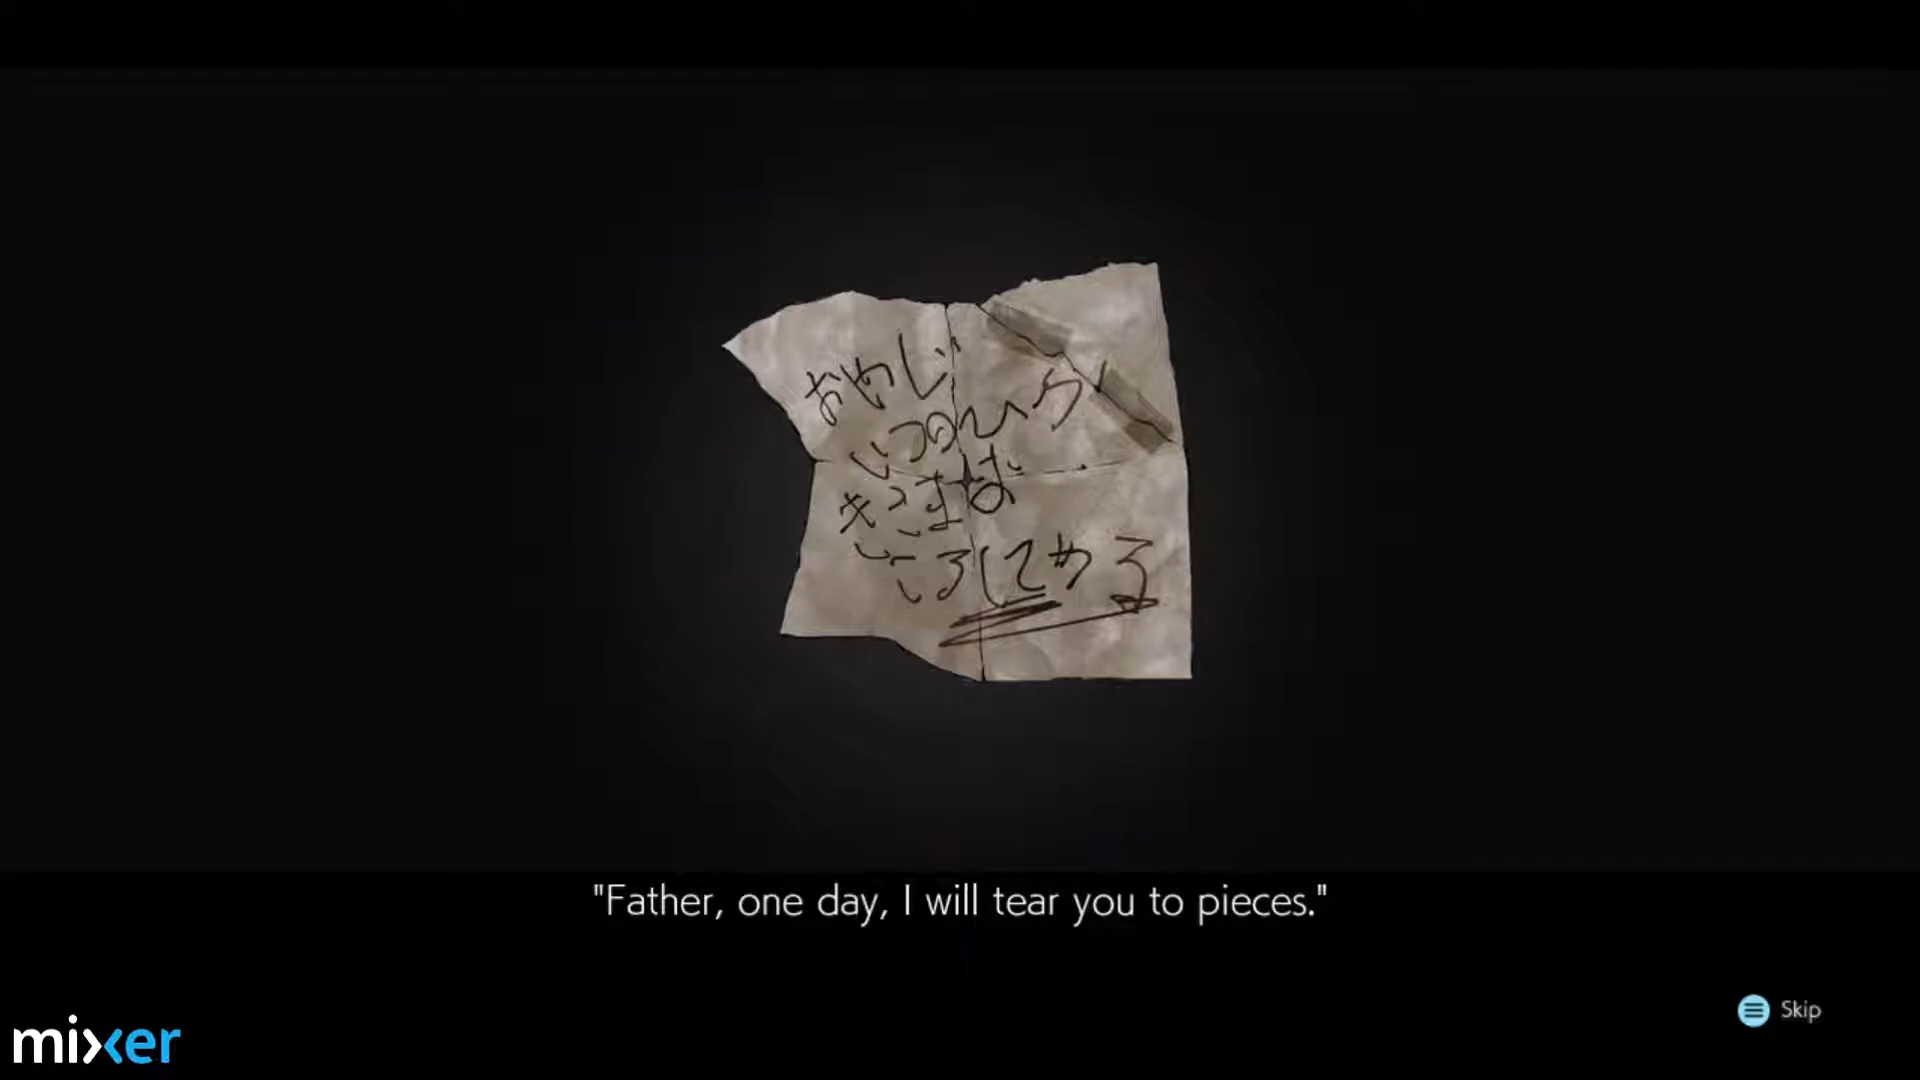 おやじ
いつのひか
きさまお
ころしてやる
"Father, one day, I will tear you to pieces."
Skip
mixer